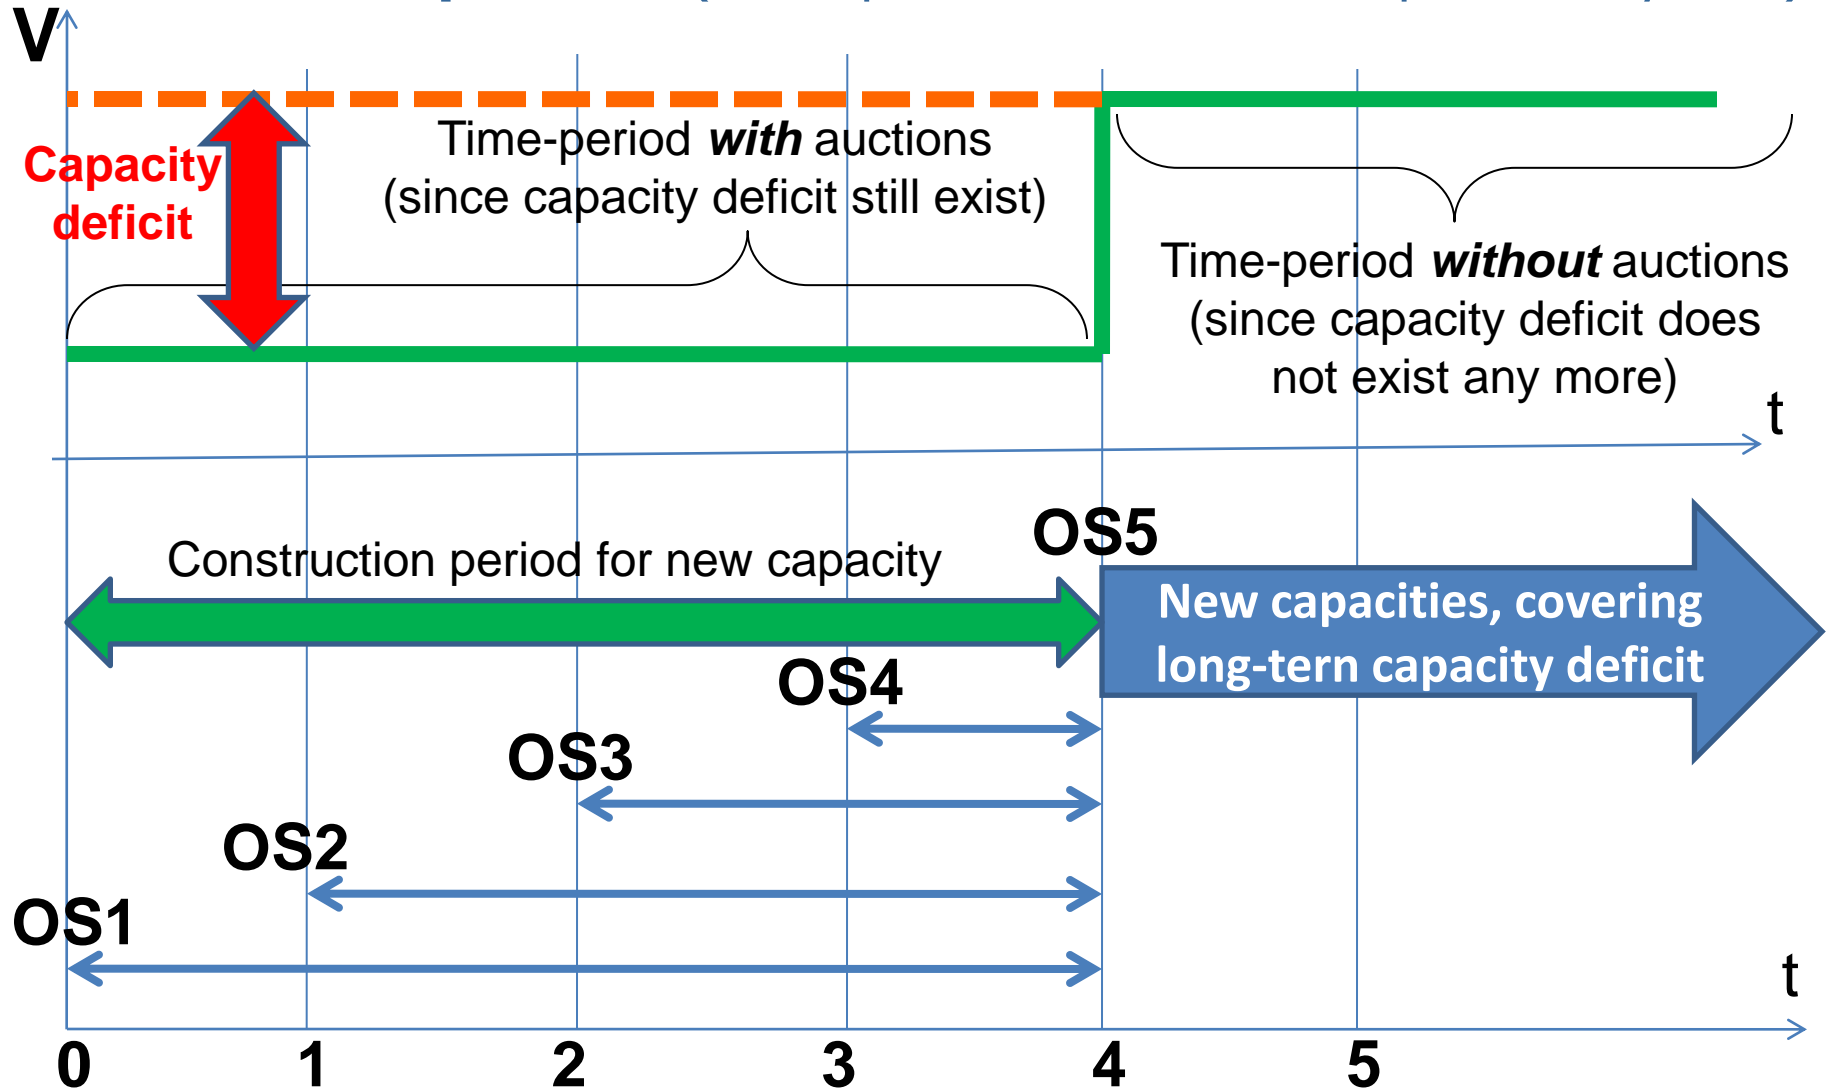 V
Capacity
deficit
Time-period with auctions
(since capacity deficit still exist)
Time-period without auctions
(since capacity deficit does
not exist any more)
t
OS5
Construction period for new capacity
New capacities, covering
long-tern capacity deficit
OS4
OS3
OS2
OS1
t
0 1 2 3 4 5